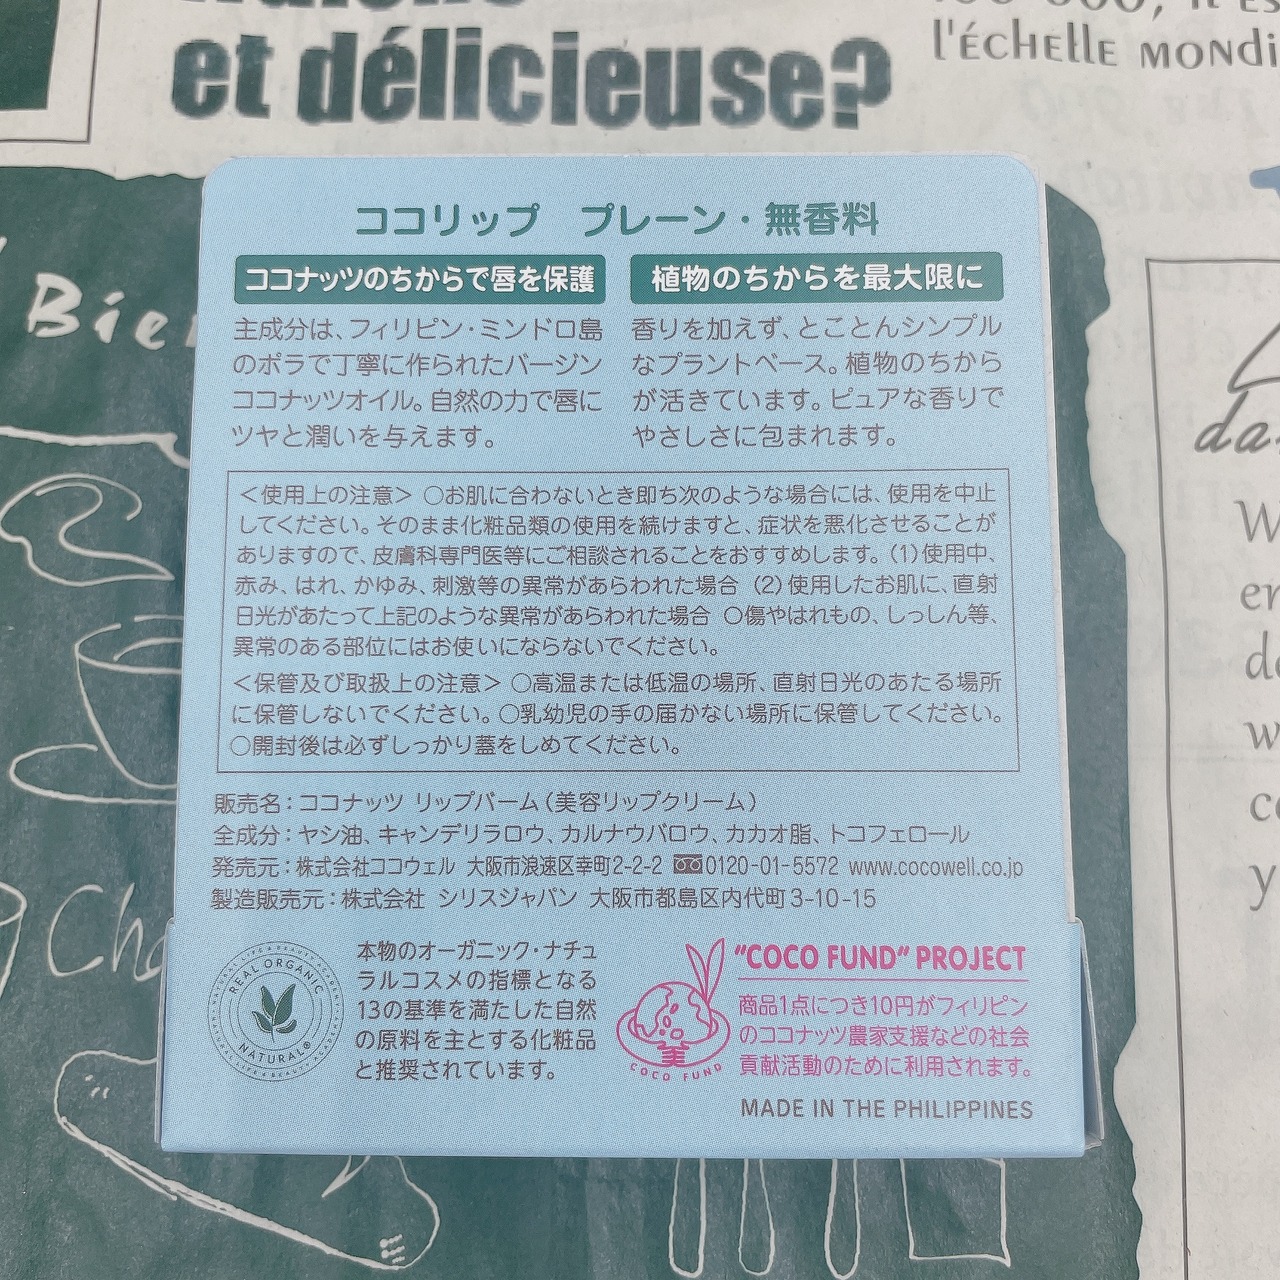 et délicieuse?
l'échelle mondi
Bie
da
ココリップ　プレーン・無香料
ココナッツのちからで唇を保護
主成分は、フィリピン・ミンドロ島
のポラで丁寧に作られたバージン
ココナッツオイル。自然の力で唇に
ツヤと潤いを与えます。
植物のちからを最大限に
香りを加えず、とことんシンプル
なプラントベース。植物のちから
が活きています。ピュアな香りで
やさしさに包まれます。
＜使用上の注意＞ ○お肌に合わないとき即ち次のような場合には、使用を中止
してください。そのまま化粧品類の使用を続けますと、症状を悪化させることが
ありますので、皮膚科専門医等にご相談されることをおすすめします。(1)使用中、
赤み、はれ、かゆみ、刺激等の異常があらわれた場合 (2)使用したお肌に、直射
日光があたって上記のような異常があらわれた場合 ○傷やはれもの、しっしん等、
異常のある部位にはお使いにならないでください。
＜保管及び取扱上の注意＞ ○高温または低温の場所、直射日光のあたる場所
に保管しないでください。○乳幼児の手の届かない場所に保管してください。
○開封後は必ずしっかり蓋をしめてください。
販売名：ココナッツ リップバーム（美容リップクリーム）
全成分：ヤシ油、キャンデリラロウ、カルナウバロウ、カカオ脂、トコフェロール
発売元：株式会社ココウェル 大阪市浪速区幸町2-2-2 0120-01-5572 www.cocowell.co.jp
製造販売元：株式会社 シリスジャパン 大阪市都島区内代町3-10-15
REAL ORGANIC
NATURAL®
本物のオーガニック・ナチュ
ラルコスメの指標となる
13の基準を満たした自然
の原料を主とする化粧品
と推奨されています。
COCO FUND
"COCO FUND" PROJECT
商品1点につき10円がフィリピン
のココナッツ農家支援などの社会
貢献活動のために利用されます。
MADE IN THE PHILIPPINES